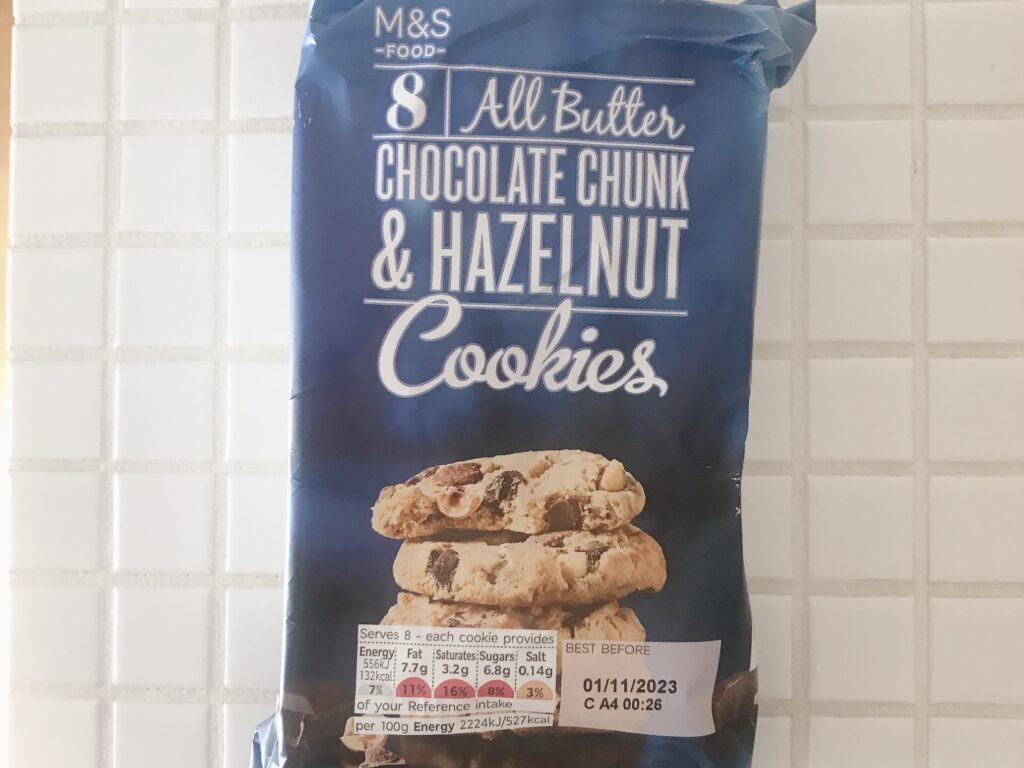 M&S
-FOOD-
8 All Butter
CHOCOLATE CHUNK
& HAZELNUT
Cookies
Serves 8 - each cookie provides
Energy Fat Saturates Sugars Salt
556kJ 7.7g 3.2g 6.8g 0.14g
132kcal
7% 11% 16% 8% 3%
of your Reference intake
per 100g Energy 2224kJ/527kcal
BEST BEFORE
01/11/2023
C A4 00:26